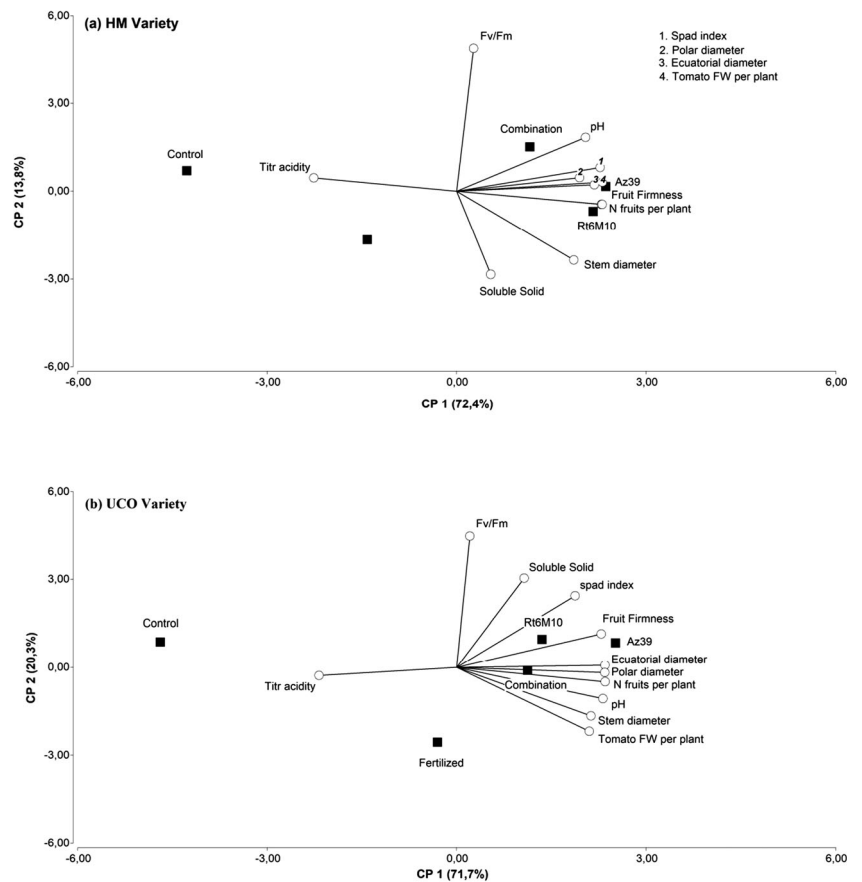 (a) HM Variety
1. Spad index
2. Polar diameter
3. Ecuatorial diameter
4. Tomato FW per plant
6,00
3,00
0,00
-3,00
-6,00
CP 2 (13,8%)
Fv/Fm
pH
Combination
Control
Titr acidity
1
2
3 4
Az39
Fruit Firmness
N fruits per plant
Rt6M10
Stem diameter
Soluble Solid
-6,00 -3,00 0,00 3,00 6,00
CP 1 (72,4%)
(b) UCO Variety
6,00
3,00
0,00
-3,00
-6,00
CP 2 (20,3%)
Fv/Fm
Soluble Solid
spad index
Rt6M10
Fruit Firmness
Control
Az39
Ecuatorial diameter
Polar diameter
Titr acidity
Combination
N fruits per plant
pH
Stem diameter
Tomato FW per plant
Fertilized
-6,00 -3,00 0,00 3,00 6,00
CP 1 (71,7%)